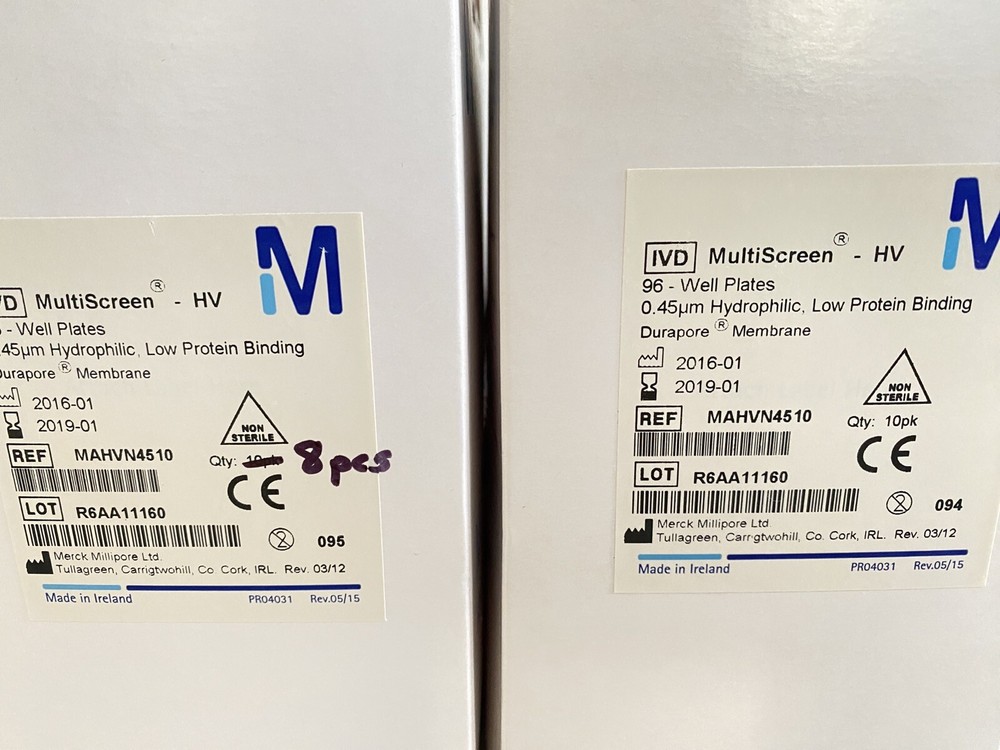 MultiScreen® - HV
- Well Plates
.45µm Hydrophilic, Low Protein Binding
Durapore® Membrane
2016-01
2019-01
NON
STERILE
REF MAHVN4510
Qty: 10pk 8pcs
CE
LOT R6AA11160
2
095
Merck Millipore Ltd.
Tullagreen, Carrigtwohill, Co. Cork, IRL. Rev. 03/12
Made in Ireland PR04031 Rev.05/15
M
IVD MultiScreen® - HV
96 - Well Plates
0.45µm Hydrophilic, Low Protein Binding
Durapore® Membrane
2016-01
2019-01
NON
STERILE
REF MAHVN4510
Qty: 10pk
CE
LOT R6AA11160
2
094
Merck Millipore Ltd.
Tullagreen, Carrigtwohill, Co. Cork, IRL. Rev. 03/12
Made in Ireland PR04031 Rev.05/15